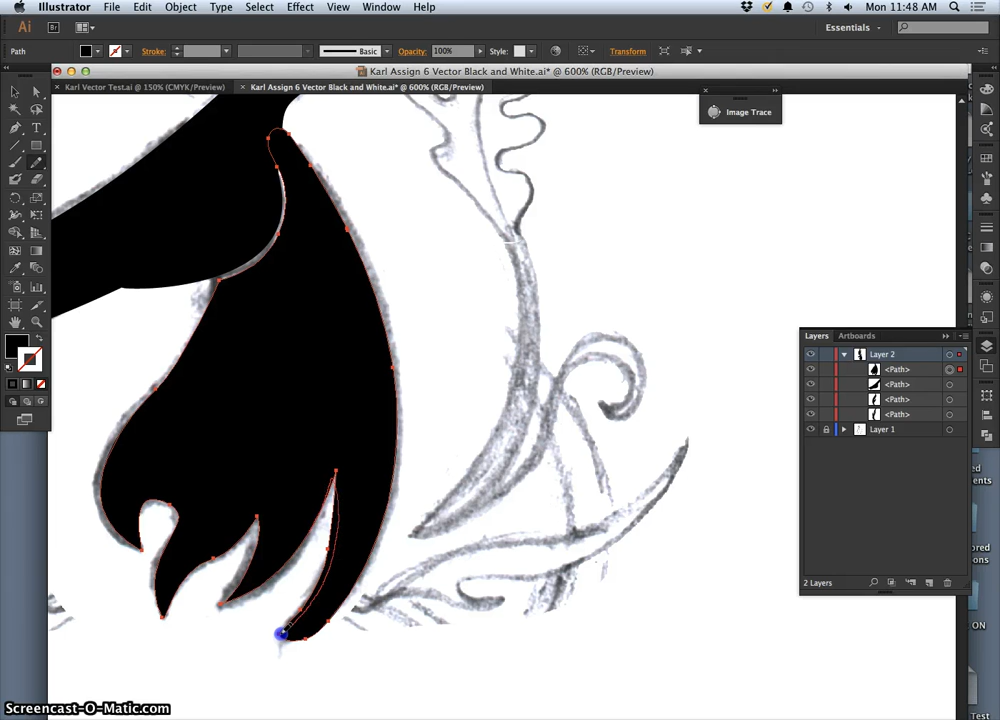 Illustrator File Edit Object Type Select Effect View Window Help
Mon 11:48 AM
Ai Br Essentials
Path Stroke: Basic Opacity: 100% Style: Transform
Karl Assign 6 Vector Black and White.ai* @ 600% (RGB/Preview)
Karl Vector Test.ai @ 150% (CMYK/Preview)
Karl Assign 6 Vector Black and White.ai* @ 600% (RGB/Preview)
Image Trace
T
Layers Artboards
Layer 2
<Path>
<Path>
<Path>
<Path>
Layer 1
2 Layers
ON
Screencast-O-Matic.com